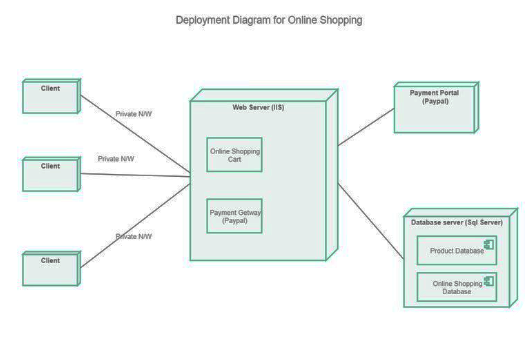 Deployment Diagram for Online Shopping
Client
Private N/W
Client
Private N/W
Client
Private N/W
Web Server (IIS)
Online Shopping
Cart
Payment Getway
(Paypal)
Payment Portal
(Paypal)
Database server (Sql Server)
Product Database
Online Shopping
Database